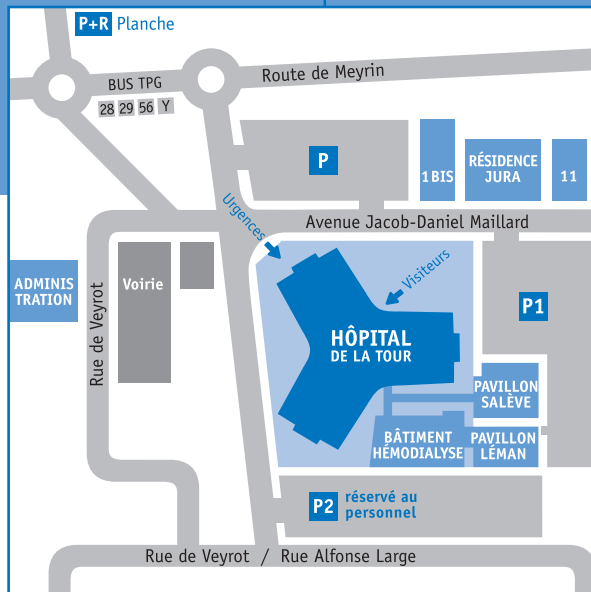 P+R Planche
BUS TPG
28 29 56 Y
Route de Meyrin
P
1BIS
RÉSIDENCE
JURA
11
Urgences
Avenue Jacob-Daniel Maillard
Visiteurs
ADMINIS
TRATION
Voirie
Rue de Veyrot
P1
HÔPITAL
DE LA TOUR
PAVILLON
SALÈVE
BÂTIMENT
HÉMODIALYSE
PAVILLON
LÉMAN
P2
réservé au
personnel
Rue de Veyrot / Rue Alfonse Large